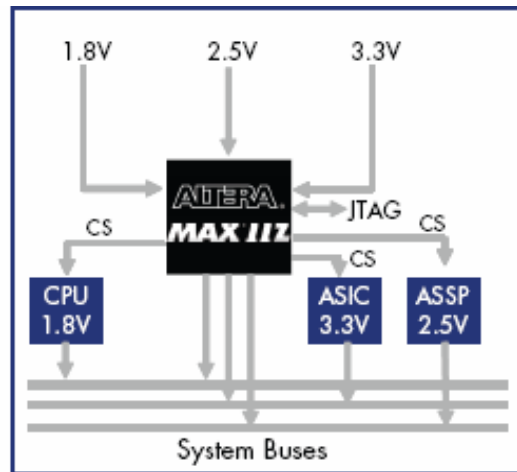 1.8V 2.5V 3.3V
ALTERA.
MAX IIZ
JTAG
CS
CS
CS
CPU
1.8V
ASIC
3.3V
ASSP
2.5V
System Buses